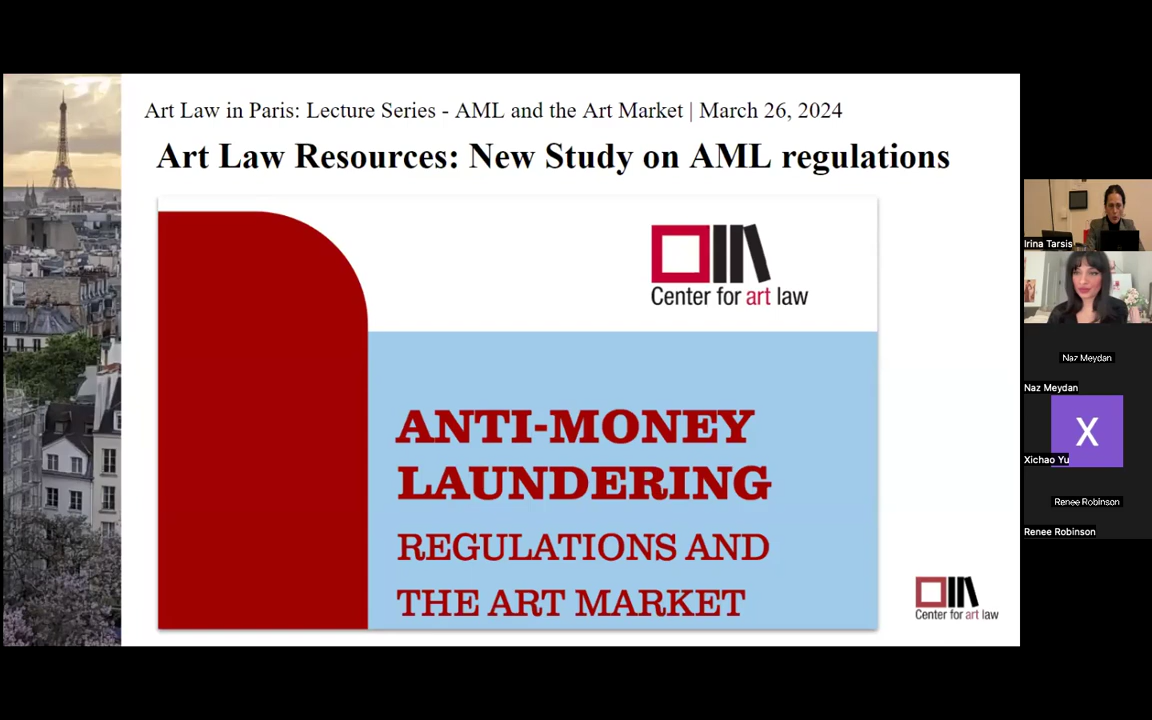 Art Law in Paris: Lecture Series - AML and the Art Market | March 26, 2024
Art Law Resources: New Study on AML regulations
Center for art law
ANTI-MONEY
LAUNDERING
REGULATIONS AND
THE ART MARKET
Center for art law
Irina Tarsis
Naz Meydan
Naz Meydan
X
Xichao Yu
Renee Robinson
Renee Robinson